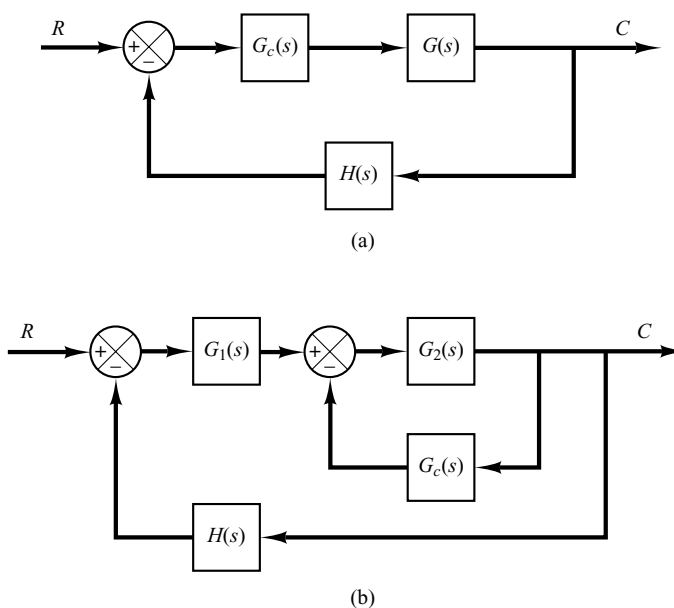 R
C
+
−
G_c(s)
G(s)
H(s)
(a)
R
C
+
−
G_1(s)
+
−
G_2(s)
G_c(s)
H(s)
(b)